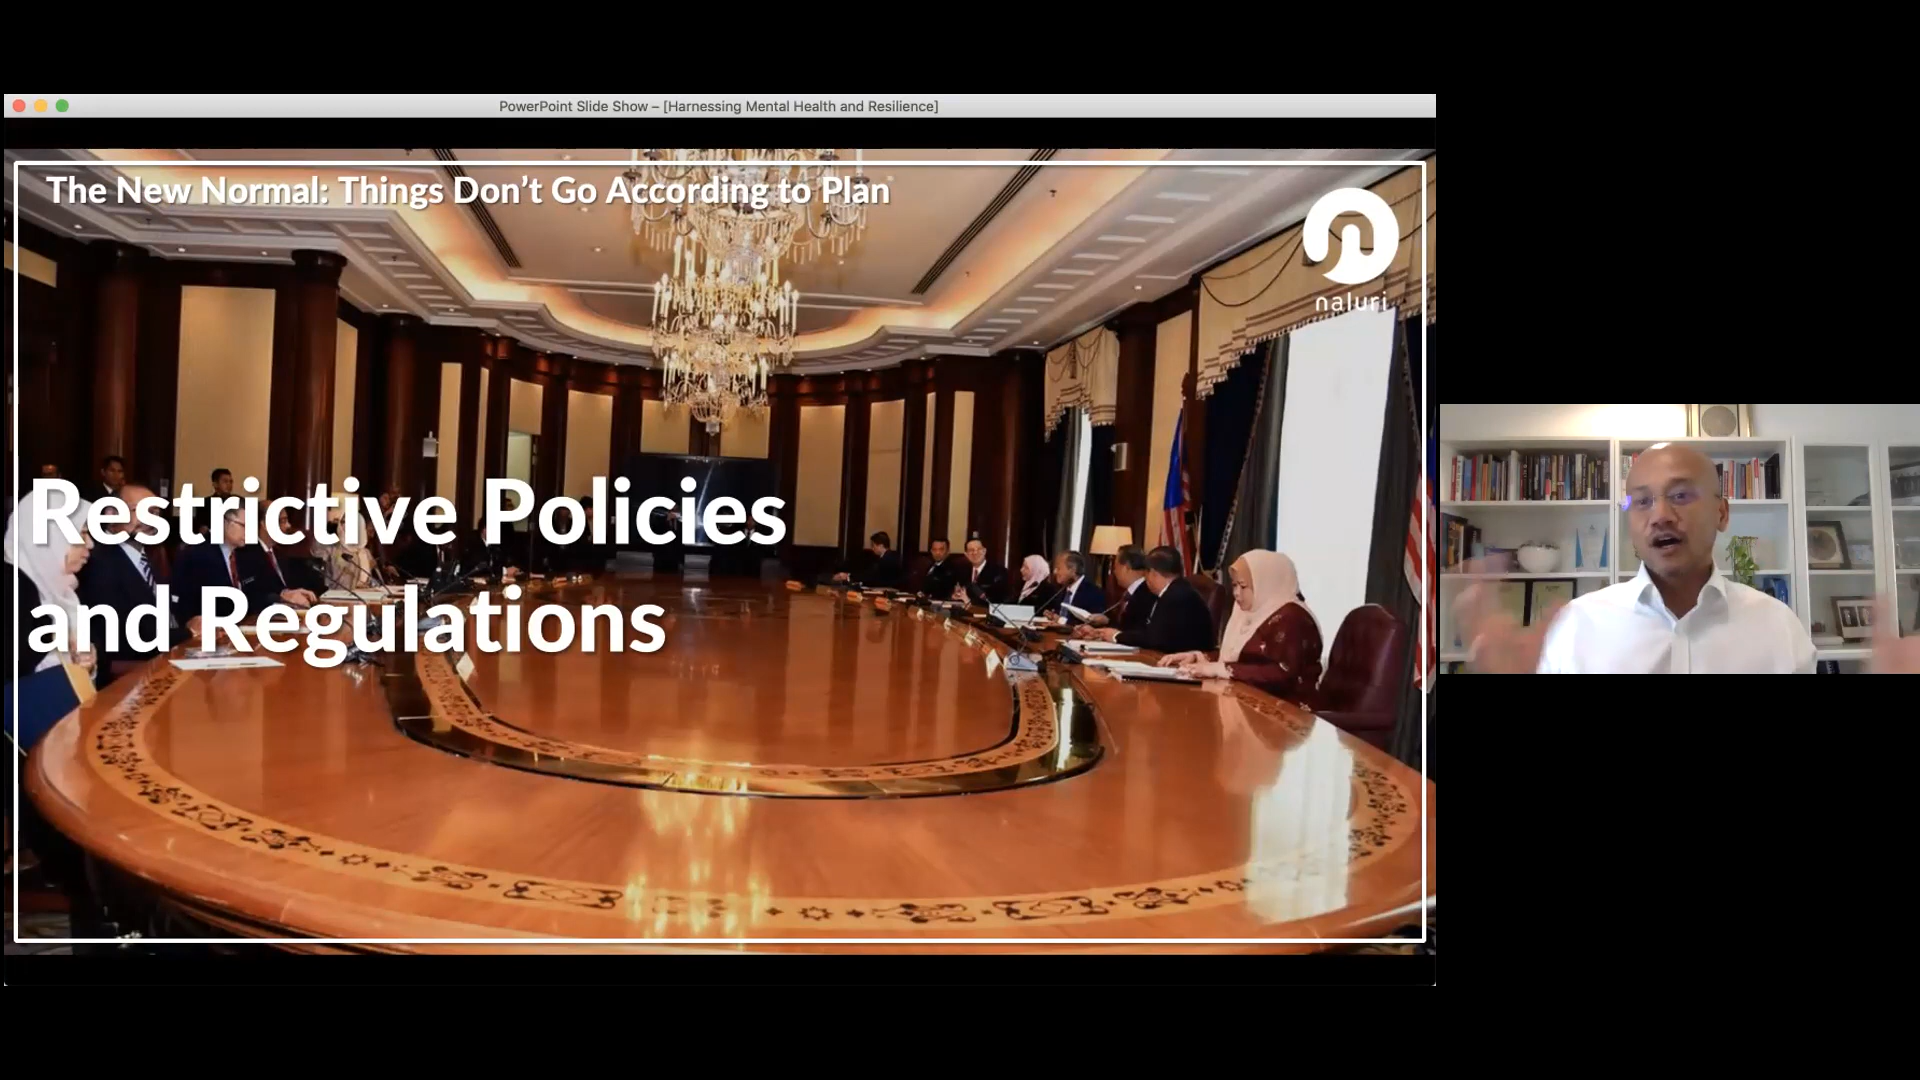 PowerPoint Slide Show – [Harnessing Mental Health and Resilience]
The New Normal: Things Don’t Go According to Plan
naluri
Restrictive Policies
and Regulations